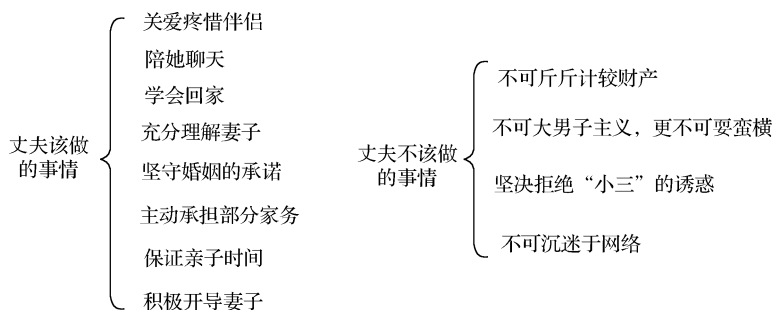 丈夫该做
的事情
关爱疼惜伴侣
陪她聊天
学会回家
充分理解妻子
坚守婚姻的承诺
主动承担部分家务
保证亲子时间
积极开导妻子
丈夫不该做
的事情
不可斤斤计较财产
不可大男子主义，更不可耍蛮横
坚决拒绝“小三”的诱惑
不可沉迷于网络